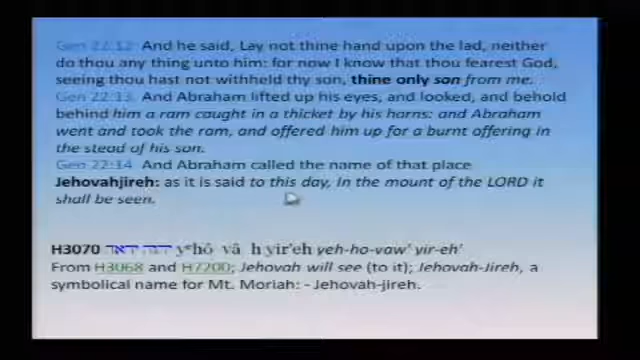 Gen 22:12 And he said, Lay not thine hand upon the lad, neither
do thou any thing unto him: for now I know that thou fearest God,
seeing thou hast not withheld thy son, thine only son from me.
Gen 22:13 And Abraham lifted up his eyes, and looked, and behold
behind him a ram caught in a thicket by his horns: and Abraham
went and took the ram, and offered him up for a burnt offering in
the stead of his son.
Gen 22:14 And Abraham called the name of that place
Jehovahjireh: as it is said to this day, In the mount of the LORD it
shall be seen.
H3070 yᵉhô vâ h yir'eh yeh-ho-vaw' yir-eh'
From H3068 and H7200; Jehovah will see (to it); Jehovah-Jireh, a
symbolical name for Mt. Moriah: - Jehovah-jireh.